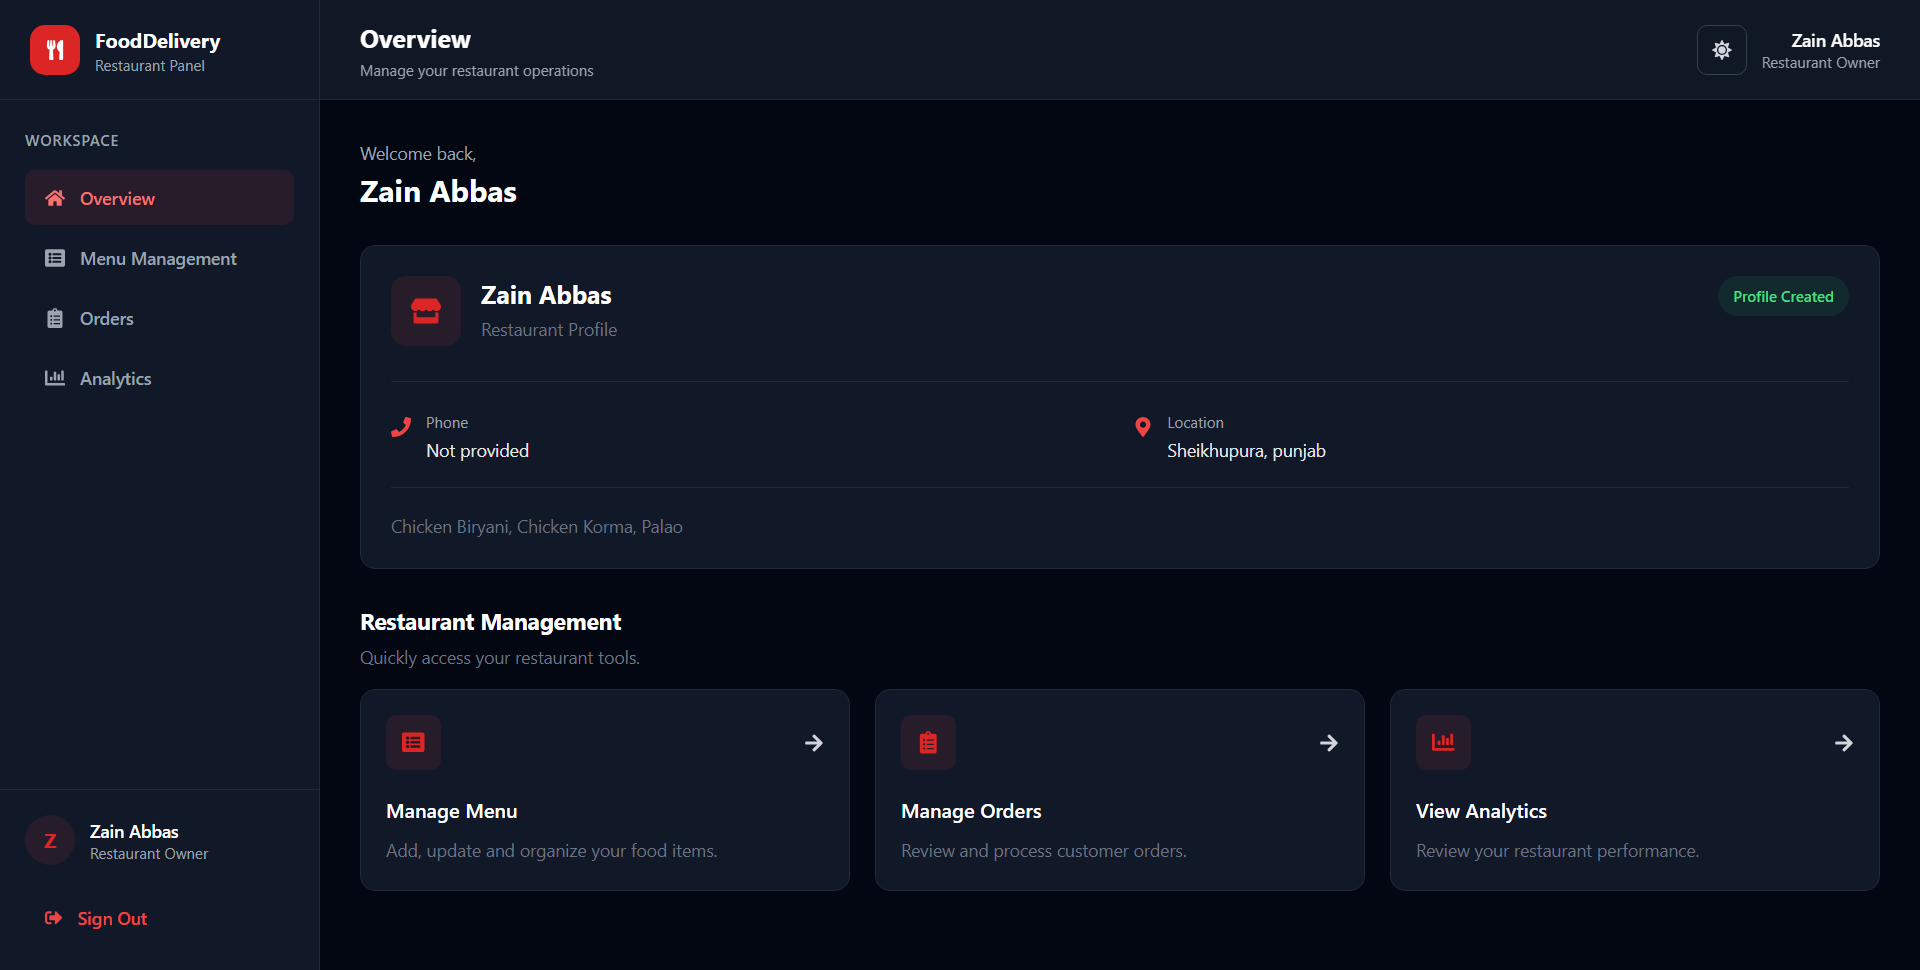 FoodDelivery
Restaurant Panel
WORKSPACE
Overview
Menu Management
Orders
Analytics
Z
Zain Abbas
Restaurant Owner
Sign Out
Overview
Manage your restaurant operations
Zain Abbas
Restaurant Owner
Welcome back,
Zain Abbas
Zain Abbas
Restaurant Profile
Profile Created
Phone
Not provided
Location
Sheikhupura, punjab
Chicken Biryani, Chicken Korma, Palao
Restaurant Management
Quickly access your restaurant tools.
Manage Menu
Add, update and organize your food items.
Manage Orders
Review and process customer orders.
View Analytics
Review your restaurant performance.